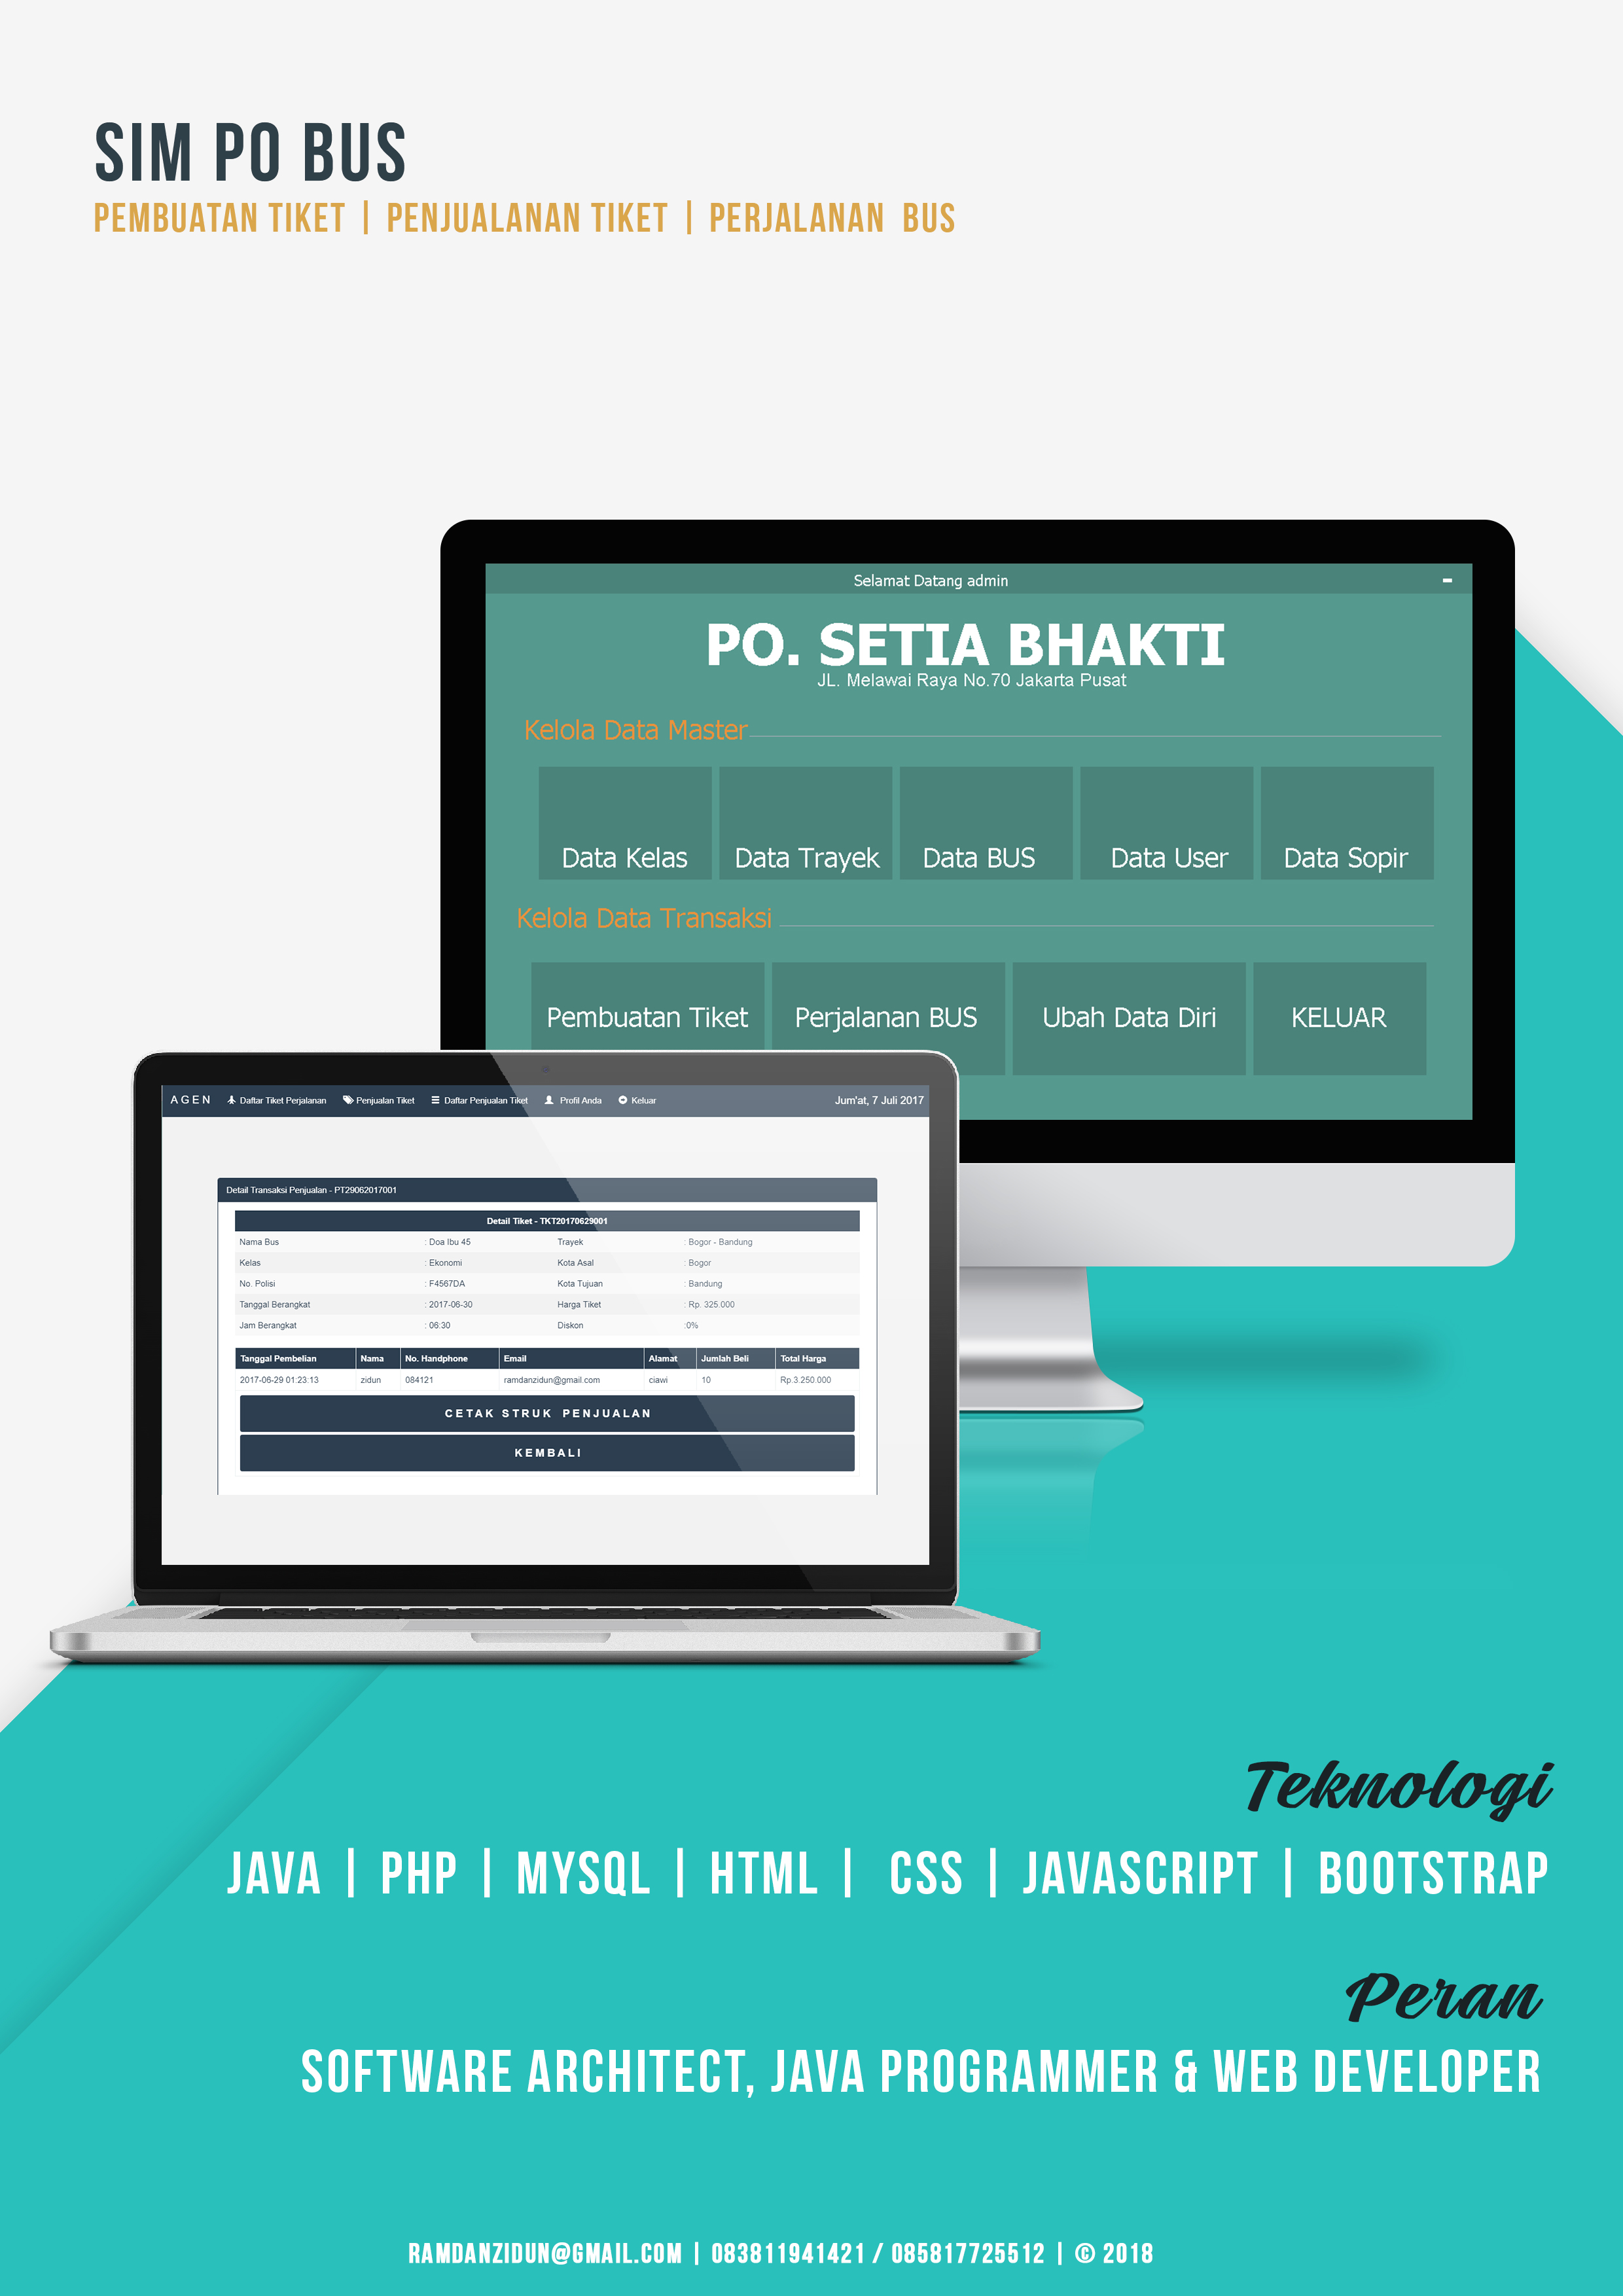 SIM PO BUS
PEMBUATAN TIKET | PENJUALANAN TIKET | PERJALANAN BUS
Selamat Datang admin
PO. SETIA BHAKTI
JL. Melawai Raya No.70 Jakarta Pusat
Kelola Data Master
Data Kelas Data Trayek Data BUS Data User Data Sopir
Kelola Data Transaksi
Pembuatan Tiket Perjalanan BUS Ubah Data Diri KELUAR
AGEN Daftar Tiket Perjalanan Penjualan Tiket Daftar Penjualan Tiket Profil Anda Keluar Jum'at, 7 Juli 2017
Detail Transaksi Penjualan - PT29062017001
Detail Tiket - TKT20170629001
Nama Bus : Doa Ibu 45 Trayek : Bogor - Bandung
Kelas : Ekonomi Kota Asal : Bogor
No. Polisi : F4567DA Kota Tujuan : Bandung
Tanggal Berangkat : 2017-06-30 Harga Tiket : Rp. 325.000
Jam Berangkat : 06:30 Diskon :0%
Tanggal Pembelian Nama No. Handphone Email Alamat Jumlah Beli Total Harga
2017-06-29 01:23:13 zidun 084121 ramdanzidun@gmail.com ciawi 10 Rp.3.250.000
CETAK STRUK PENJUALAN
KEMBALI
Teknologi
JAVA | PHP | MYSQL | HTML | CSS | JAVASCRIPT | BOOTSTRAP
Peran
SOFTWARE ARCHITECT, JAVA PROGRAMMER & WEB DEVELOPER
RAMDANZIDUN@GMAIL.COM | 083811941421 / 085817725512 | © 2018